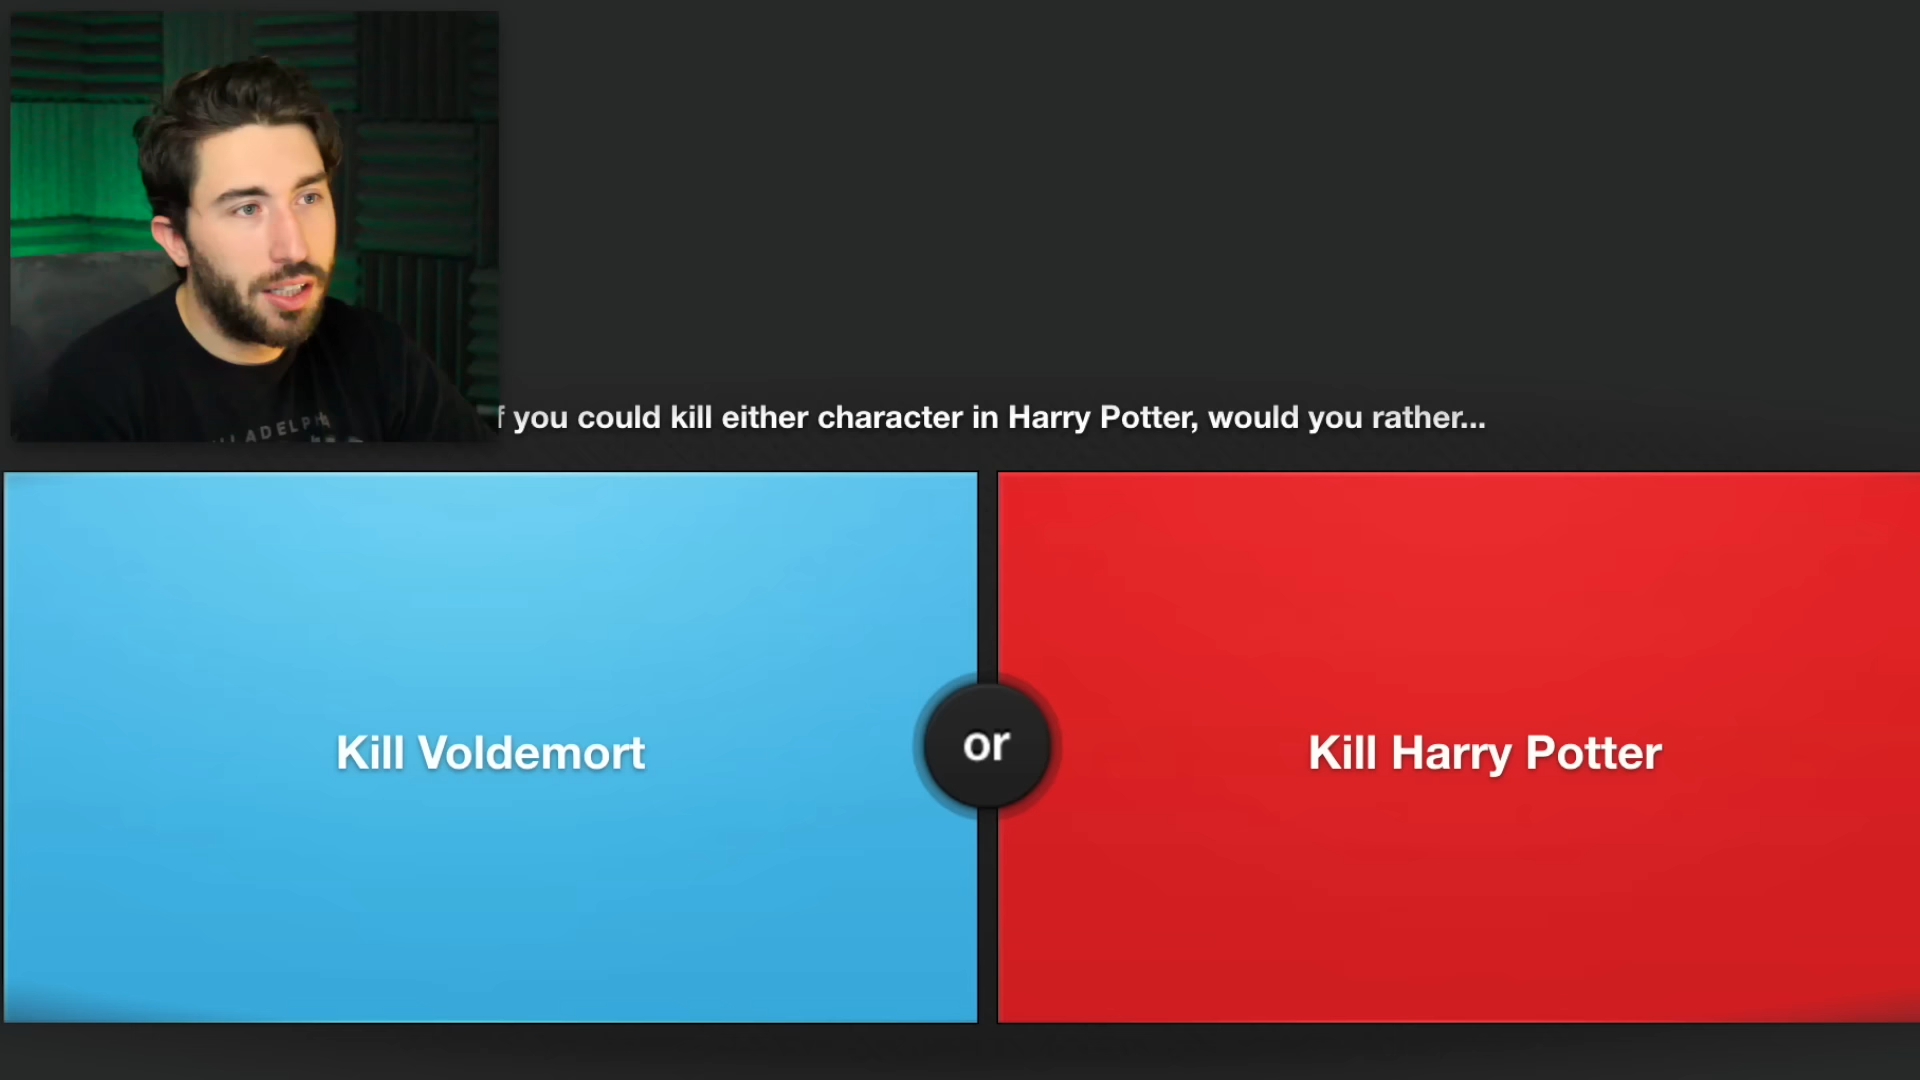 f you could kill either character in Harry Potter, would you rather...
Kill Voldemort
or
Kill Harry Potter